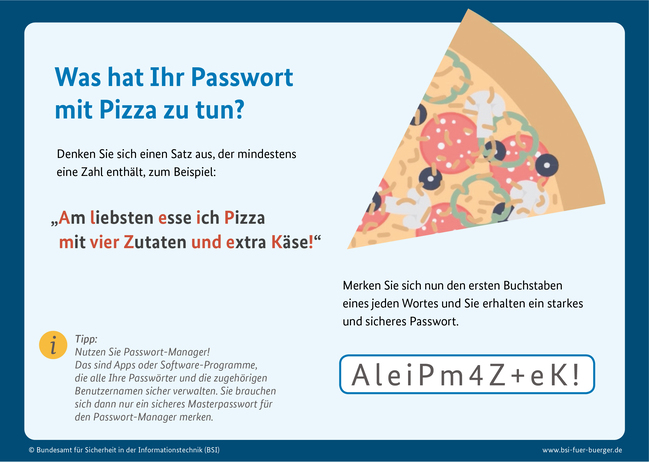 Was hat Ihr Passwort
mit Pizza zu tun?
Denken Sie sich einen Satz aus, der mindestens
eine Zahl enthält, zum Beispiel:
„Am liebsten esse ich Pizza
mit vier Zutaten und extra Käse!“
Merken Sie sich nun den ersten Buchstaben
eines jeden Wortes und Sie erhalten ein starkes
und sicheres Passwort.
AleiPm4Z+eK!
i
Tipp:
Nutzen Sie Passwort-Manager!
Das sind Apps oder Software-Programme,
die alle Ihre Passwörter und die zugehörigen
Benutzernamen sicher verwalten. Sie brauchen
sich dann nur ein sicheres Masterpasswort für
den Passwort-Manager merken.
© Bundesamt für Sicherheit in der Informationstechnik (BSI)
www.bsi-fuer-buerger.de